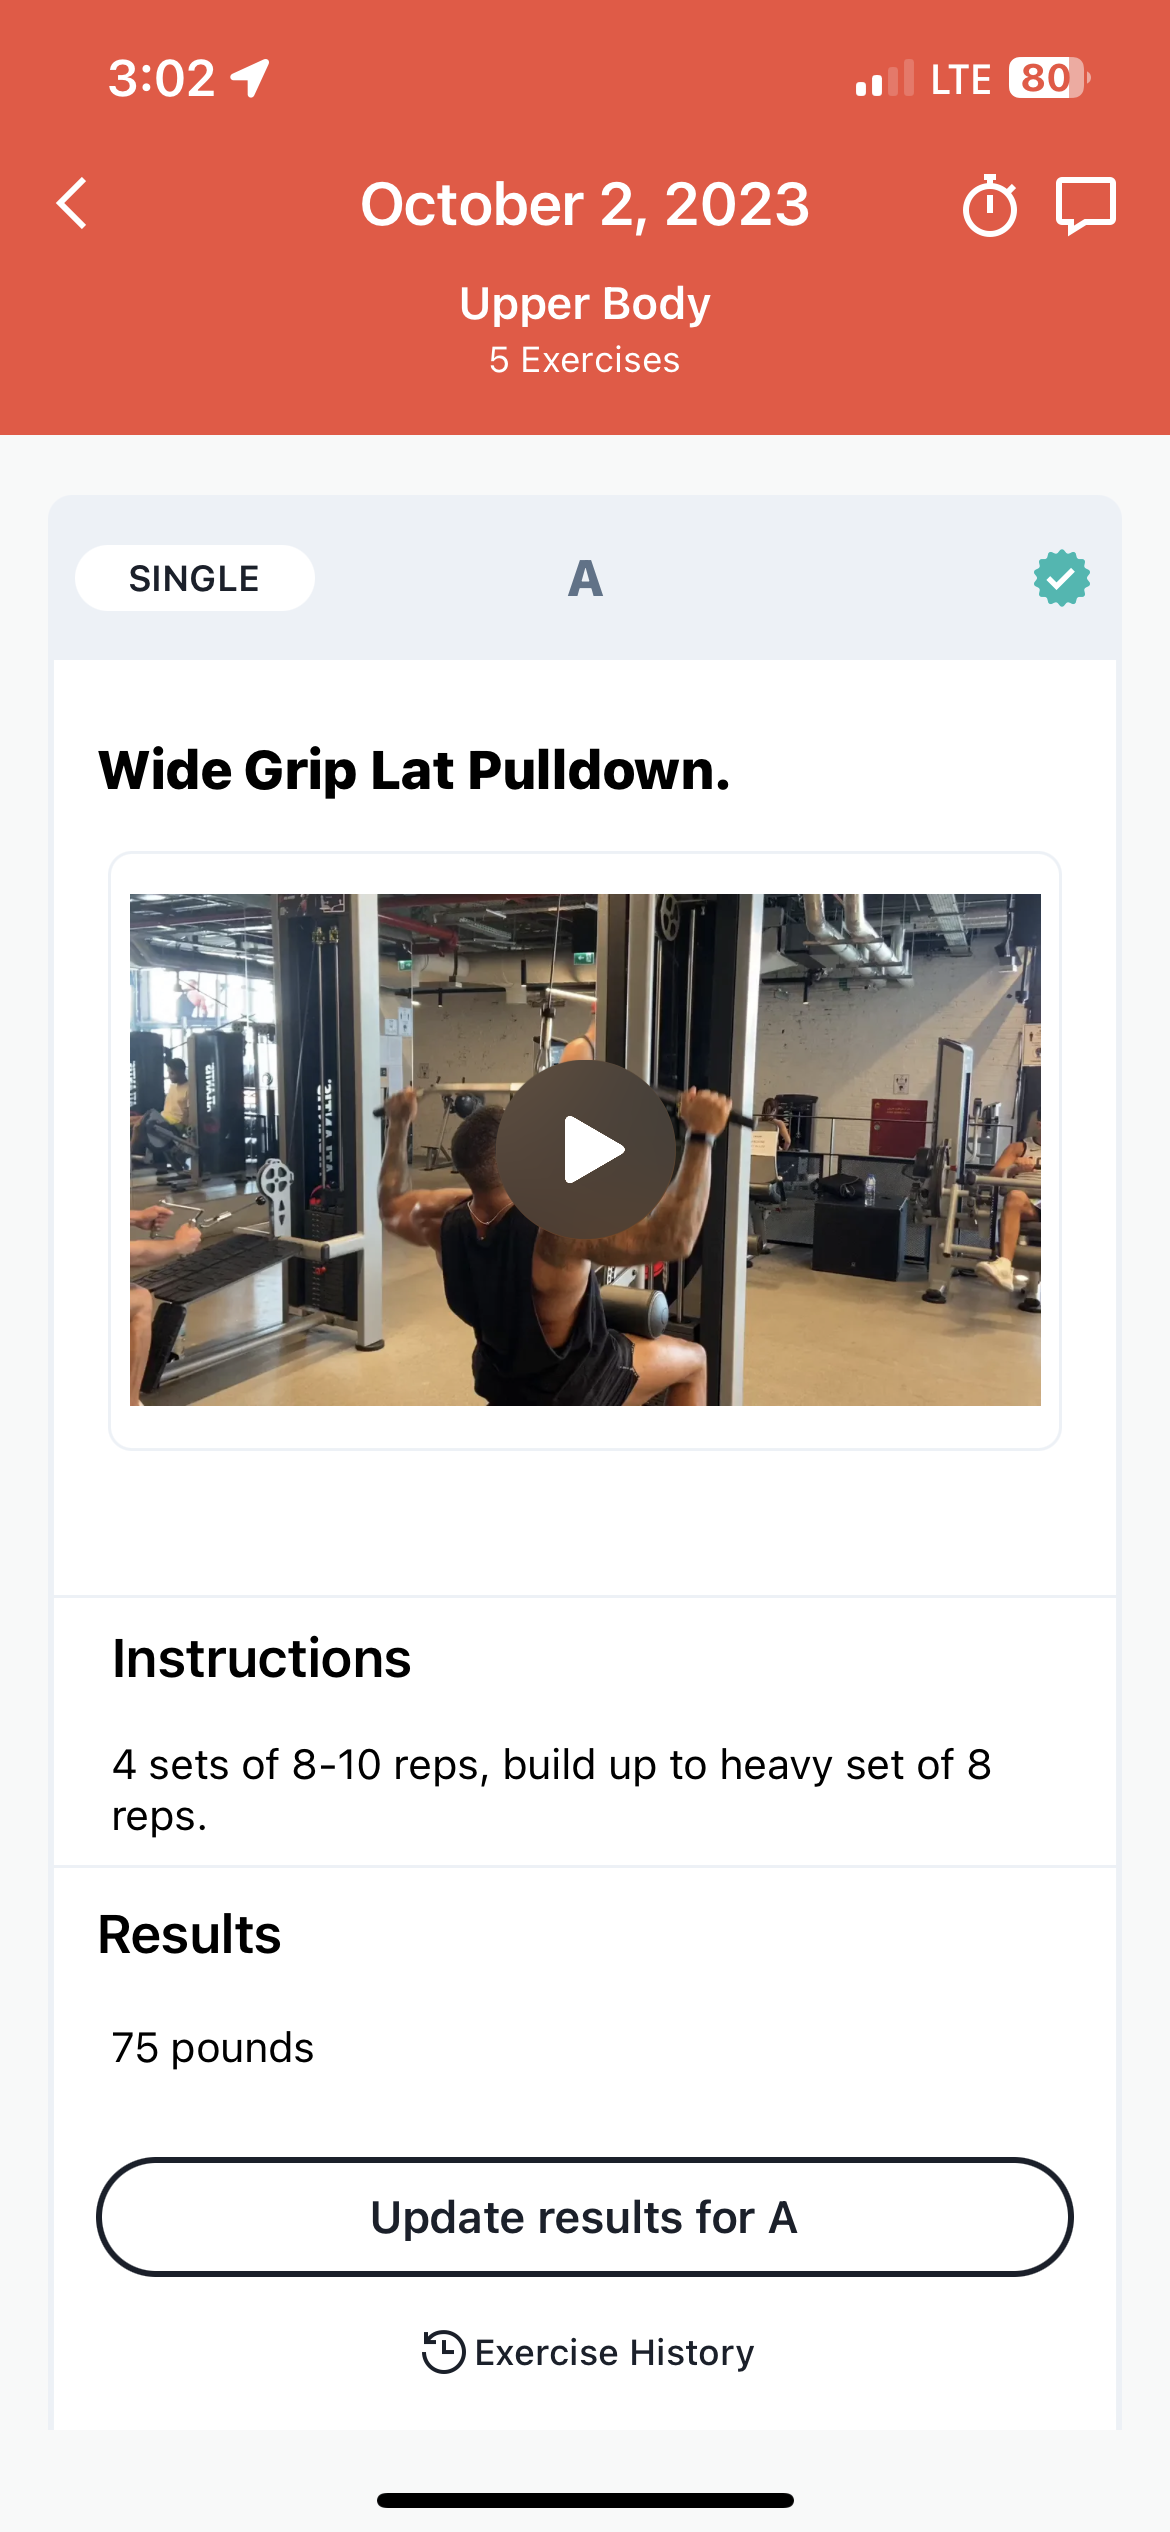 3:02
LTE 80
October 2, 2023
Upper Body
5 Exercises
SINGLE
A
Wide Grip Lat Pulldown.
Instructions
4 sets of 8-10 reps, build up to heavy set of 8
reps.
Results
75 pounds
Update results for A
Exercise History